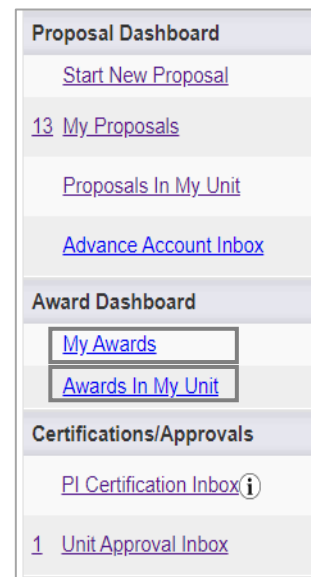 Proposal Dashboard
Start New Proposal
13 My Proposals
Proposals In My Unit
Advance Account Inbox
Award Dashboard
My Awards
Awards In My Unit
Certifications/Approvals
PI Certification Inbox i
1 Unit Approval Inbox